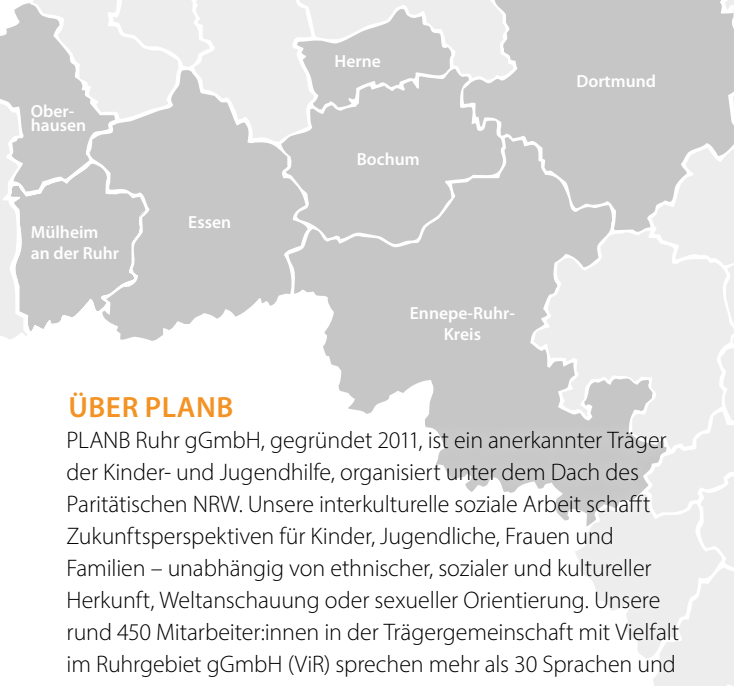 Herne
Dortmund
Ober-
hausen
Bochum
Essen
Mülheim
an der Ruhr
Ennepe-Ruhr-
Kreis
ÜBER PLANB
PLANB Ruhr gGmbH, gegründet 2011, ist ein anerkannter Träger
der Kinder- und Jugendhilfe, organisiert unter dem Dach des
Paritätischen NRW. Unsere interkulturelle soziale Arbeit schafft
Zukunftsperspektiven für Kinder, Jugendliche, Frauen und
Familien – unabhängig von ethnischer, sozialer und kultureller
Herkunft, Weltanschauung oder sexueller Orientierung. Unsere
rund 450 Mitarbeiter:innen in der Trägergemeinschaft mit Vielfalt
im Ruhrgebiet gGmbH (ViR) sprechen mehr als 30 Sprachen und